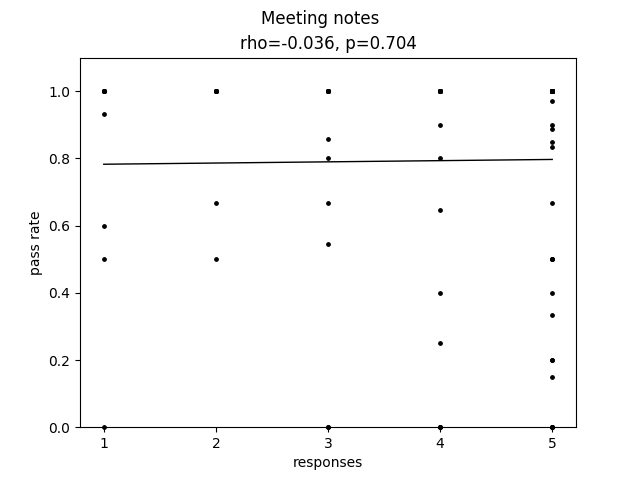 Meeting notes
rho=-0.036, p=0.704
1.0
0.8
0.6
0.4
0.2
0.0
pass rate
1 2 3 4 5
responses